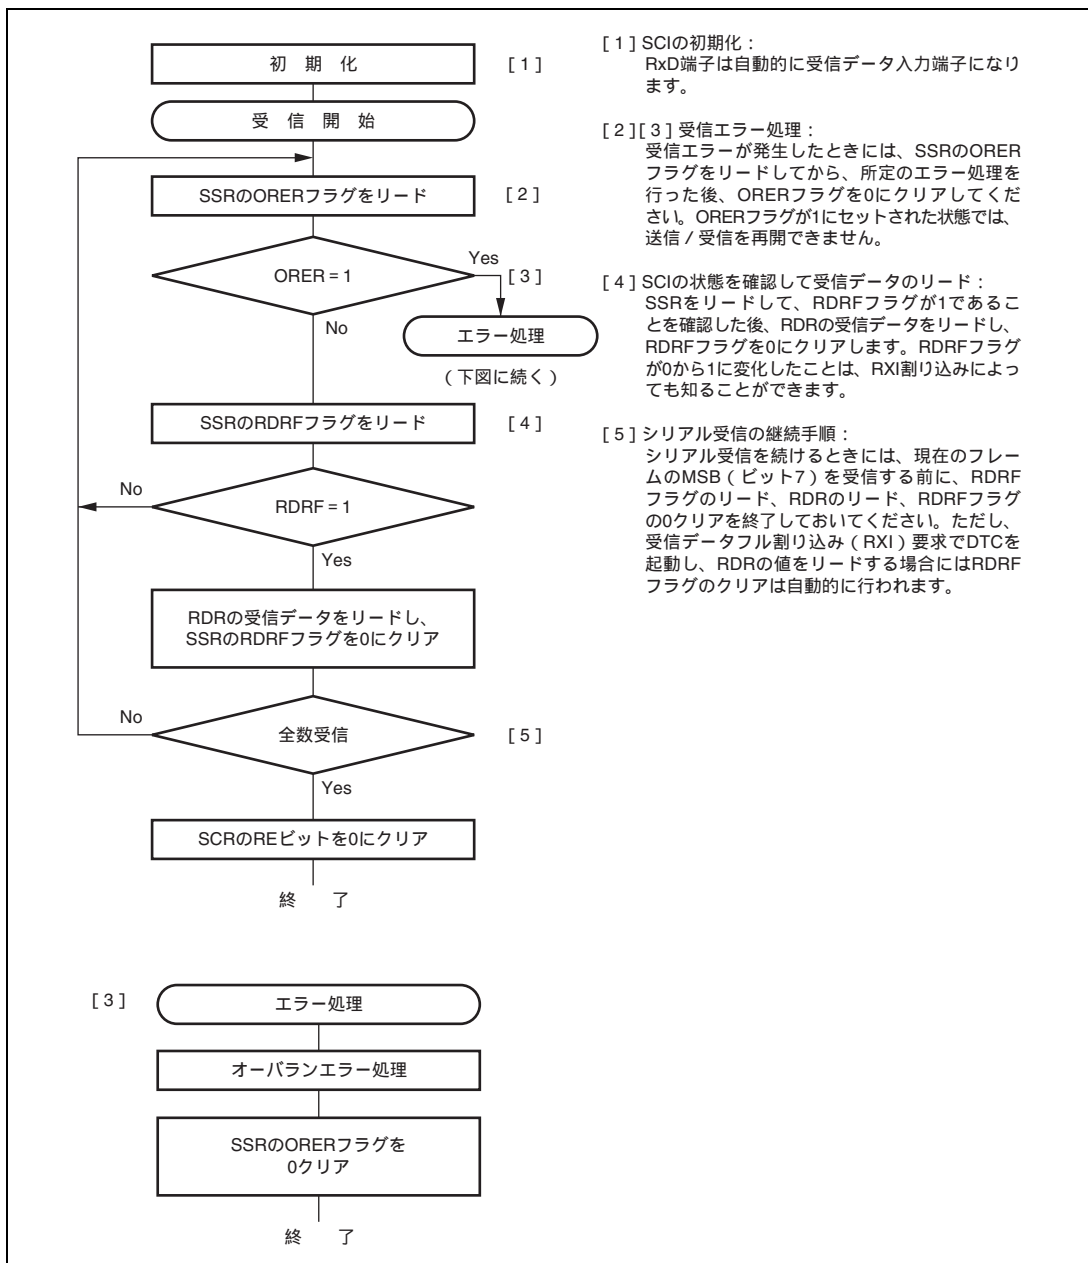 初 期 化
[ 1 ]
受 信 開 始
SSRのORERフラグをリード
[ 2 ]
ORER = 1
Yes
[ 3 ]
No
エラー処理
( 下図に続く )
SSRのRDRFフラグをリード
[ 4 ]
No
RDRF = 1
Yes
RDRの受信データをリードし、
SSRのRDRFフラグを0にクリア
No
全数受信
[ 5 ]
Yes
SCRのREビットを0にクリア
終 了
[ 3 ]
エラー処理
オーバランエラー処理
SSRのORERフラグを
0クリア
終 了
[ 1 ] SCIの初期化 :
RxD端子は自動的に受信データ入力端子になり
ます。
[ 2 ][ 3 ] 受信エラー処理 :
受信エラーが発生したときには、SSRのORER
フラグをリードしてから、所定のエラー処理を
行った後、ORERフラグを0にクリアしてくだ
さい。ORERフラグが1にセットされた状態では、
送信 / 受信を再開できません。
[ 4 ] SCIの状態を確認して受信データのリード :
SSRをリードして、RDRFフラグが1であるこ
とを確認した後、RDRの受信データをリードし、
RDRFフラグを0にクリアします。RDRFフラグ
が0から1に変化したことは、RXI割り込みによっ
ても知ることができます。
[ 5 ] シリアル受信の継続手順 :
シリアル受信を続けるときには、現在のフレー
ムのMSB ( ビット7 ) を受信する前に、RDRF
フラグのリード、RDRのリード、RDRFフラグ
の0クリアを終了しておいてください。ただし、
受信データフル割り込み ( RXI ) 要求でDTCを
起動し、RDRの値をリードする場合にはRDRF
フラグのクリアは自動的に行われます。